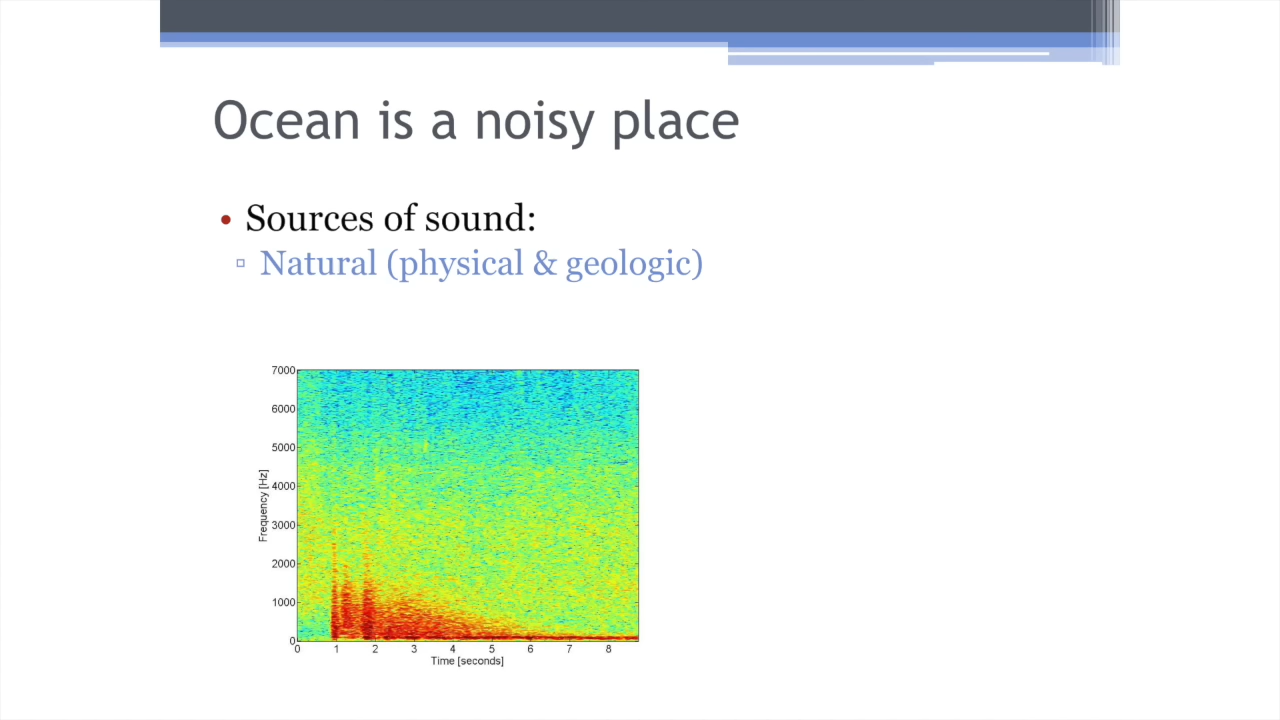 Ocean is a noisy place
• Sources of sound:
▫ Natural (physical & geologic)
7000
6000
5000
4000
3000
2000
1000
0
Frequency [Hz]
0 1 2 3 4 5 6 7 8
Time [seconds]